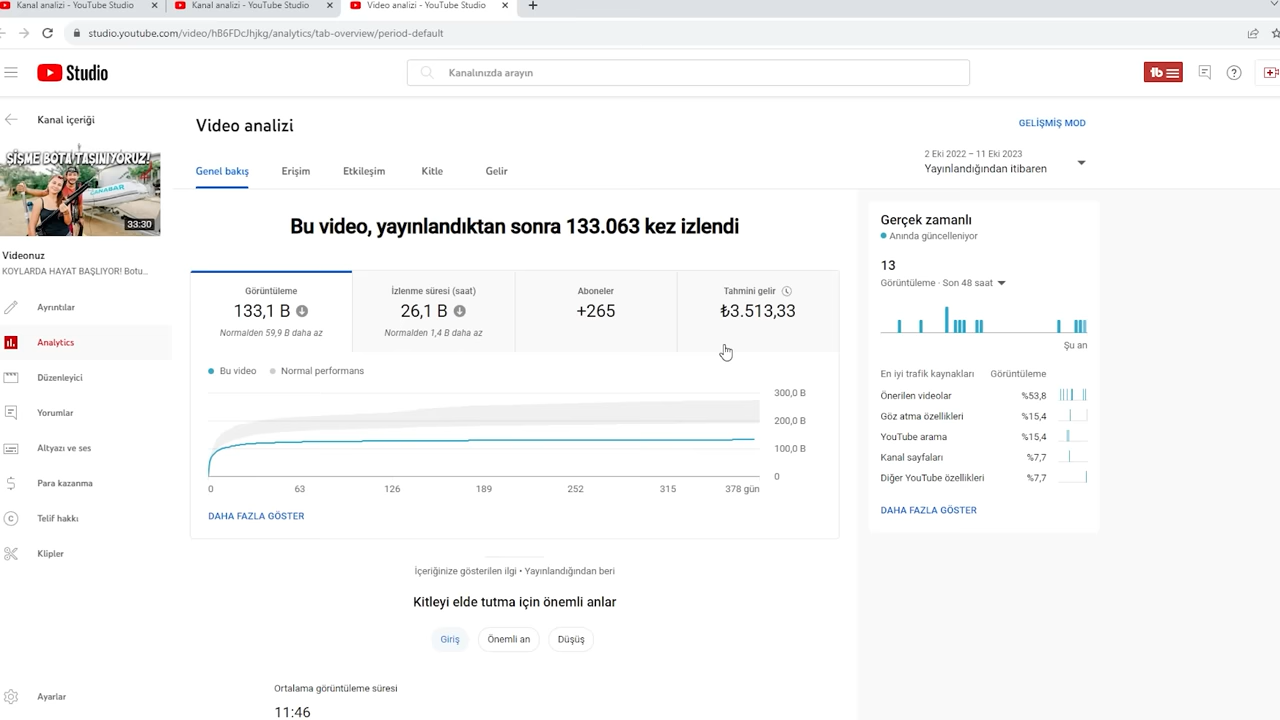 Kanal analizi - YouTube Studio
Kanal analizi - YouTube Studio
Video analizi - YouTube Studio
studio.youtube.com/video/hB6FDcJhjkg/analytics/tab-overview/period-default
Studio
Kanalınızda arayın
tb
Kanal içeriği
ŞİŞME BOTA TAŞINIYORUZ!
CANABAR
33:30
Videonuz
KOYLARDA HAYAT BAŞLIYOR! Botu...
Ayrıntılar
Analytics
Düzenleyici
Yorumlar
Altyazı ve ses
Para kazanma
Telif hakkı
Klipler
Ayarlar
Video analizi
GELİŞMİŞ MOD
Genel bakış
Erişim
Etkileşim
Kitle
Gelir
2 Eki 2022 – 11 Eki 2023
Yayınlandığından itibaren
Bu video, yayınlandıktan sonra 133.063 kez izlendi
Görüntüleme
133,1 B
Normalden 59,9 B daha az
İzlenme süresi (saat)
26,1 B
Normalden 1,4 B daha az
Aboneler
+265
Tahmini gelir
₺3.513,33
Bu video
Normal performans
300,0 B
200,0 B
100,0 B
0
0 63 126 189 252 315 378 gün
DAHA FAZLA GÖSTER
İçeriğinize gösterilen ilgi • Yayınlandığından beri
Kitleyi elde tutma için önemli anlar
Giriş
Önemli an
Düşüş
Ortalama görüntüleme süresi
11:46
Gerçek zamanlı
Anında güncelleniyor
13
Görüntüleme · Son 48 saat
Şu an
En iyi trafik kaynakları Görüntüleme
Önerilen videolar %53,8
Göz atma özellikleri %15,4
YouTube arama %15,4
Kanal sayfaları %7,7
Diğer YouTube özellikleri %7,7
DAHA FAZLA GÖSTER